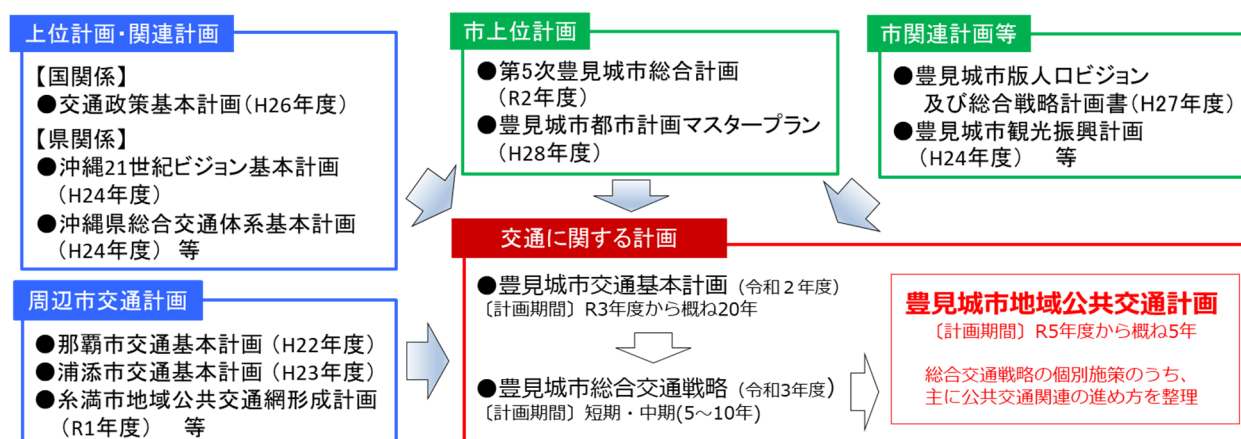 上位計画・関連計画
【国関係】
●交通政策基本計画(H26年度)
【県関係】
●沖縄21世紀ビジョン基本計画
(H24年度)
●沖縄県総合交通体系基本計画
(H24年度) 等
周辺市交通計画
●那覇市交通基本計画(H22年度)
●浦添市交通基本計画(H23年度)
●糸満市地域公共交通網形成計画
(R1年度) 等
市上位計画
●第5次豊見城市総合計画
(R2年度)
●豊見城市都市計画マスタープラン
(H28年度)
市関連計画等
●豊見城市版人口ビジョン
及び総合戦略計画書(H27年度)
●豊見城市観光振興計画
(H24年度) 等
交通に関する計画
●豊見城市交通基本計画(令和2年度)
〔計画期間〕R3年度から概ね20年
●豊見城市総合交通戦略(令和3年度)
〔計画期間〕短期・中期(5~10年)
豊見城市地域公共交通計画
〔計画期間〕R5年度から概ね5年
総合交通戦略の個別施策のうち、
主に公共交通関連の進め方を整理